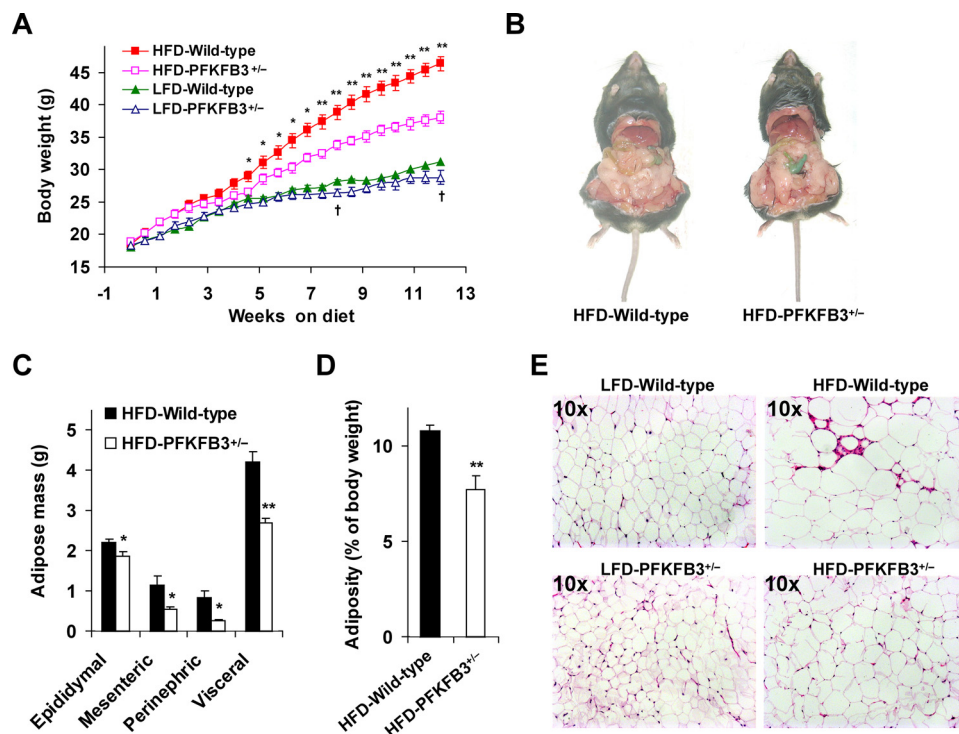 A
HFD-Wild-type
HFD-PFKFB3+/−
LFD-Wild-type
LFD-PFKFB3+/−
Body weight (g)
45
40
35
30
25
20
15
* * * * * ** ** ** ** ** ** ** ** **
† †
-1 1 3 5 7 9 11 13
Weeks on diet
B
HFD-Wild-type HFD-PFKFB3+/−
C
HFD-Wild-type
HFD-PFKFB3+/−
Adipose mass (g)
5
4
3
2
1
0
* * * **
Epididymal
Mesenteric
Perinephric
Visceral
D
Adiposity (% of body weight)
10
5
0
**
HFD-Wild-type
HFD-PFKFB3+/−
E
LFD-Wild-type HFD-Wild-type
10x 10x
LFD-PFKFB3+/− HFD-PFKFB3+/−
10x 10x